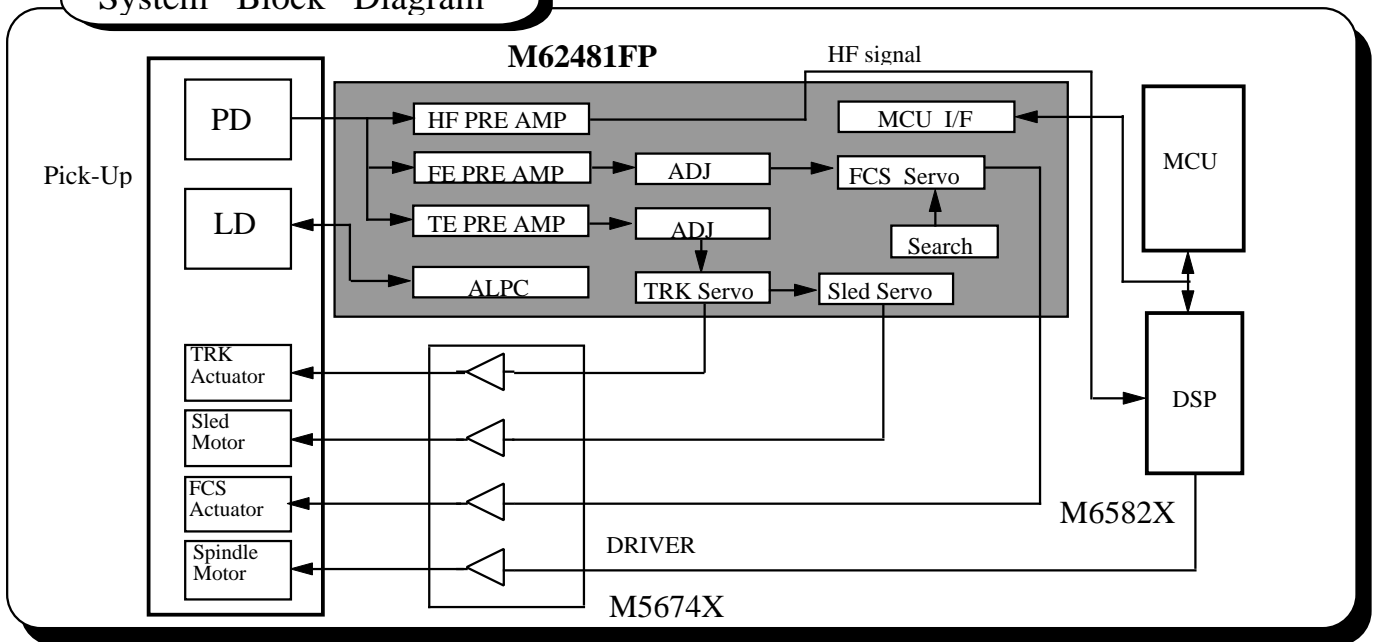 System Block Diagram
M62481FP
HF signal
Pick-Up
PD
LD
HF PRE AMP
MCU I/F
MCU
FE PRE AMP
ADJ
FCS Servo
TE PRE AMP
ADJ
Search
ALPC
TRK Servo
Sled Servo
TRK
Actuator
Sled
Motor
FCS
Actuator
Spindle
Motor
DSP
M6582X
DRIVER
M5674X